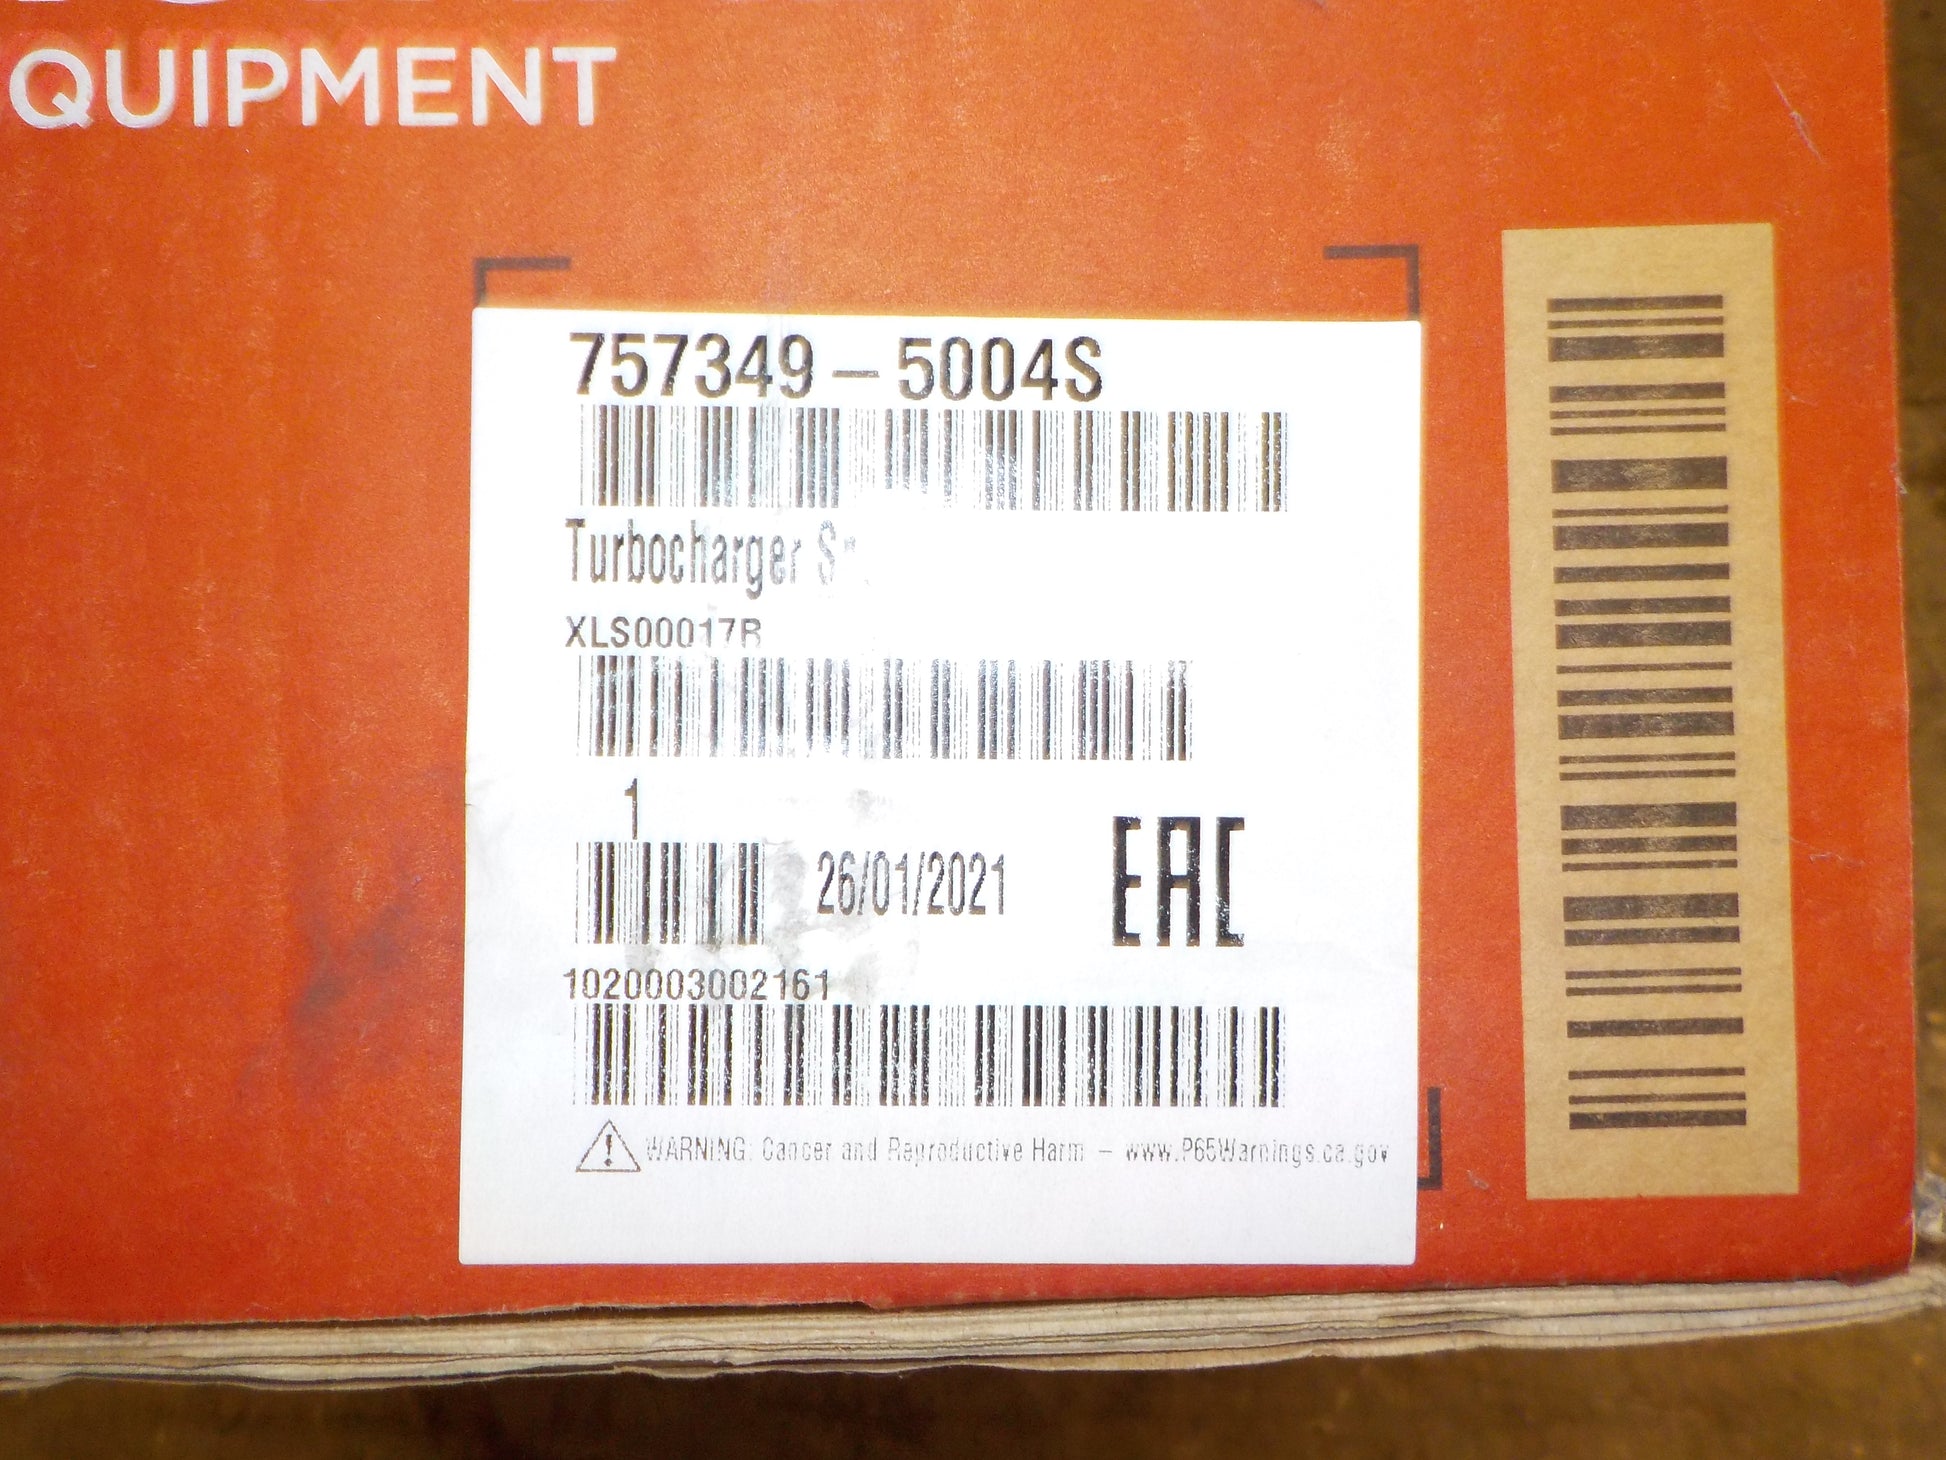 QUIPMENT
757349-5004S
Turbocharger
XLS00017R
1
26/01/2021
EAC
1020003002161
WARNING: Cancer and Reproductive Harm - www.P65Warnings.ca.gov